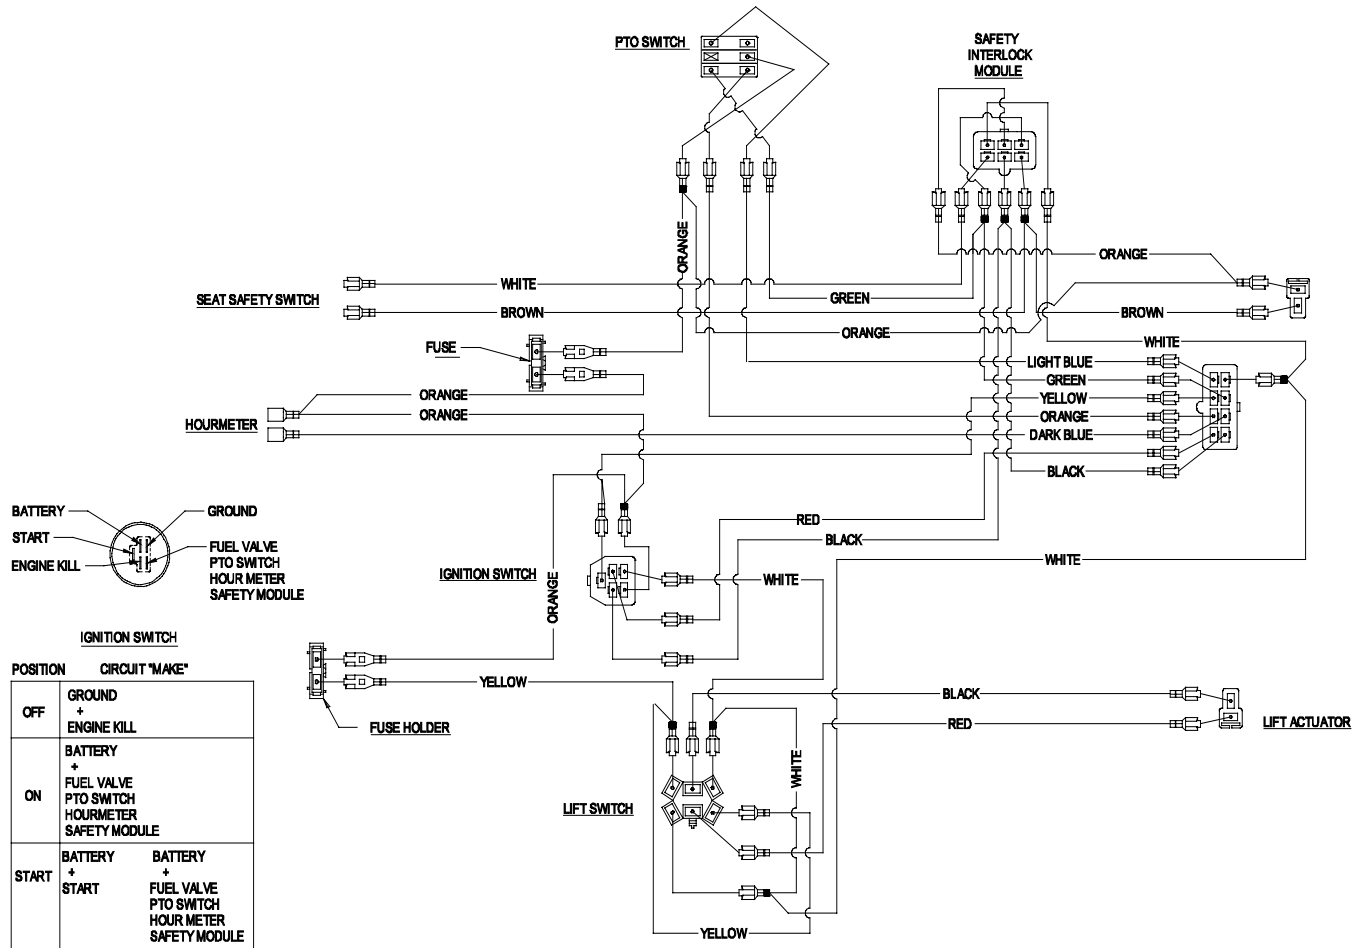 PTO SWITCH
SAFETY
INTERLOCK
MODULE
ORANGE
ORANGE
WHITE
SEAT SAFETY SWITCH
GREEN
BROWN
BROWN
ORANGE
FUSE
WHITE
LIGHT BLUE
GREEN
ORANGE
YELLOW
ORANGE
ORANGE
HOURMETER
DARK BLUE
BLACK
BATTERY
GROUND
START
ENGINE KILL
FUEL VALVE
PTO SWITCH
HOUR METER
SAFETY MODULE
RED
BLACK
WHITE
IGNITION SWITCH
WHITE
ORANGE
IGNITION SWITCH
POSITION CIRCUIT "MAKE"
OFF
GROUND
+
ENGINE KILL
ON
BATTERY
+
FUEL VALVE
PTO SWITCH
HOURMETER
SAFETY MODULE
START
BATTERY
+
START
BATTERY
+
FUEL VALVE
PTO SWITCH
HOUR METER
SAFETY MODULE
YELLOW
FUSE HOLDER
BLACK
RED
LIFT ACTUATOR
WHITE
LIFT SWITCH
YELLOW